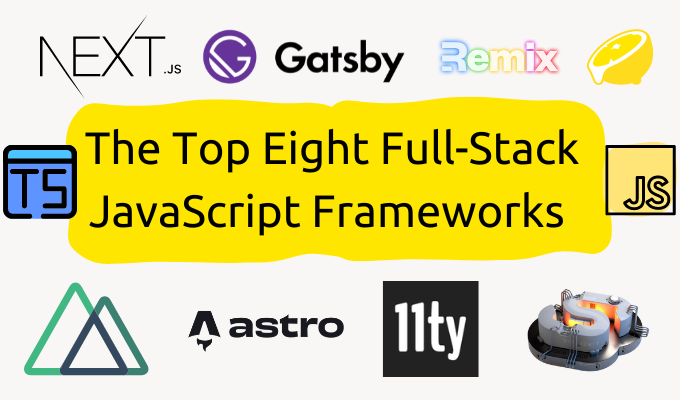 NEXT.JS
Gatsby
Remix
The Top Eight Full-Stack
TS
JS
JavaScript Frameworks
astro
11ty
S